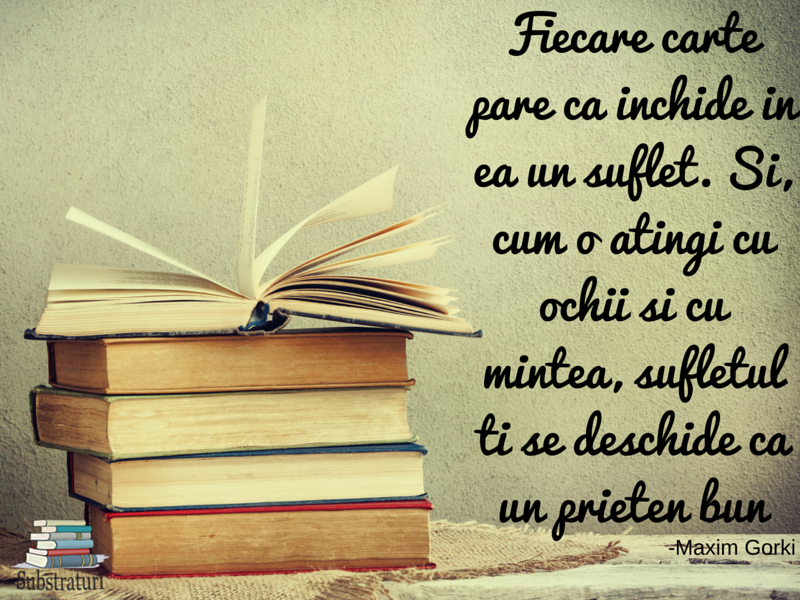 Fiecare carte
pare ca inchide in
ea un suflet. Si,
cum o atingi cu
ochii si cu
mintea, sufletul
ti se deschide ca
un prieten bun
-Maxim Gorki
Substraturi